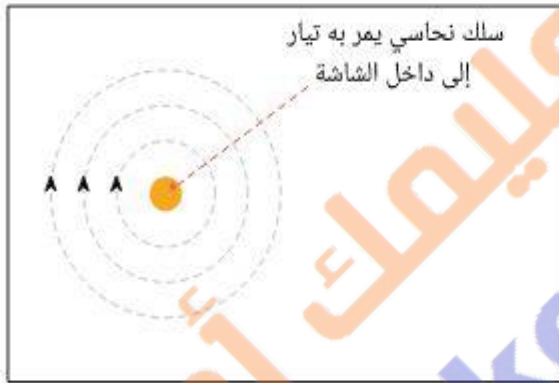 سلك نحاسي يمر به تيار
إلى داخل الشاشة